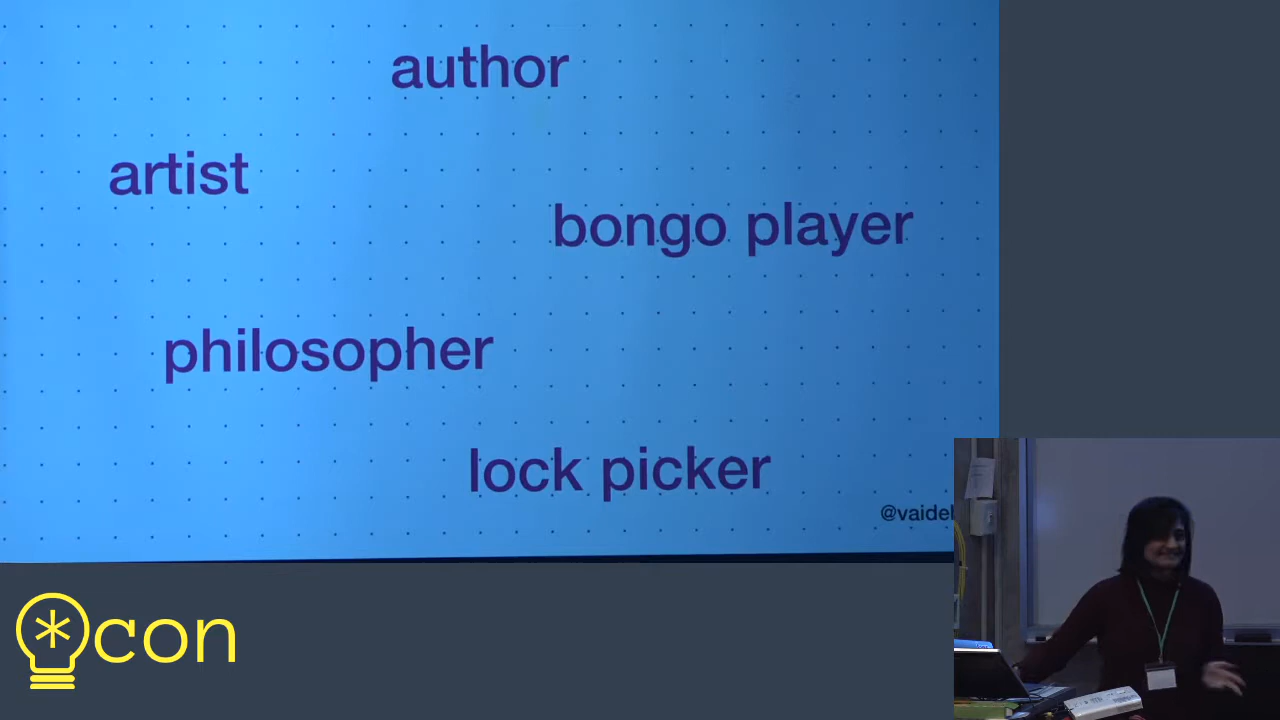 author
artist
bongo player
philosopher
lock picker
con